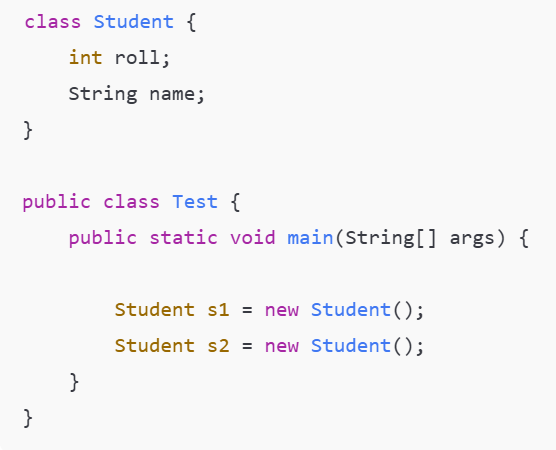 class Student {
    int roll;
    String name;
}

public class Test {
    public static void main(String[] args) {

        Student s1 = new Student();
        Student s2 = new Student();
    }
}